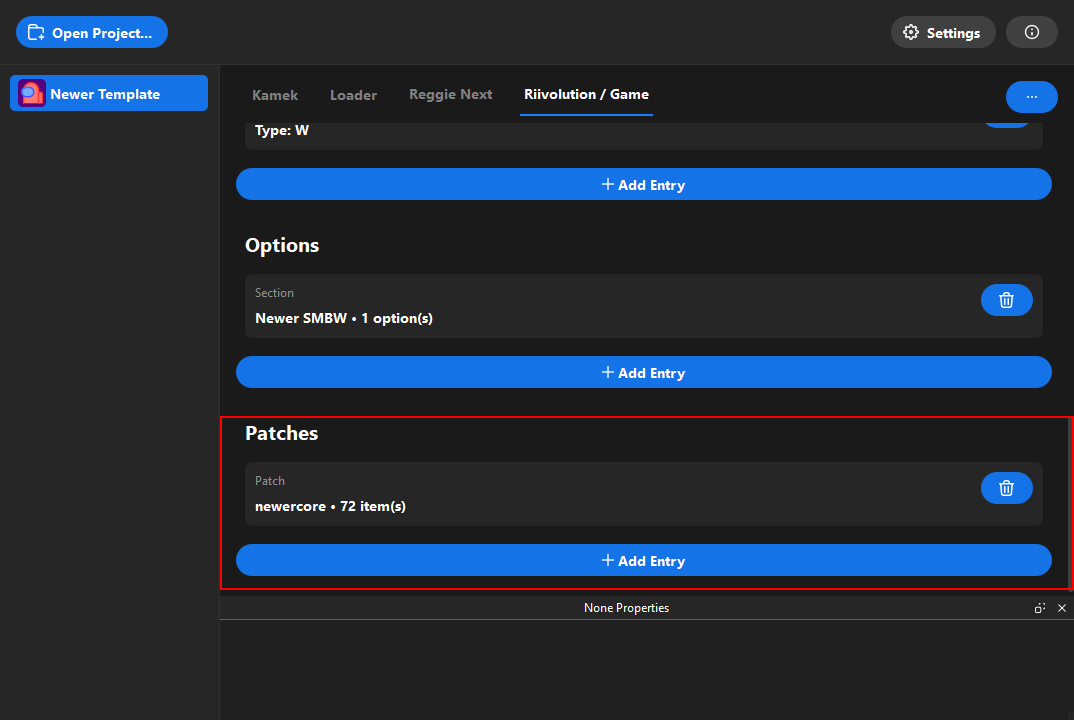 Open Project...
Settings
Newer Template
Kamek
Loader
Reggie Next
Riivolution / Game
...
Type: W
+ Add Entry
Options
Section
Newer SMBW • 1 option(s)
+ Add Entry
Patches
Patch
newercore • 72 item(s)
+ Add Entry
None Properties